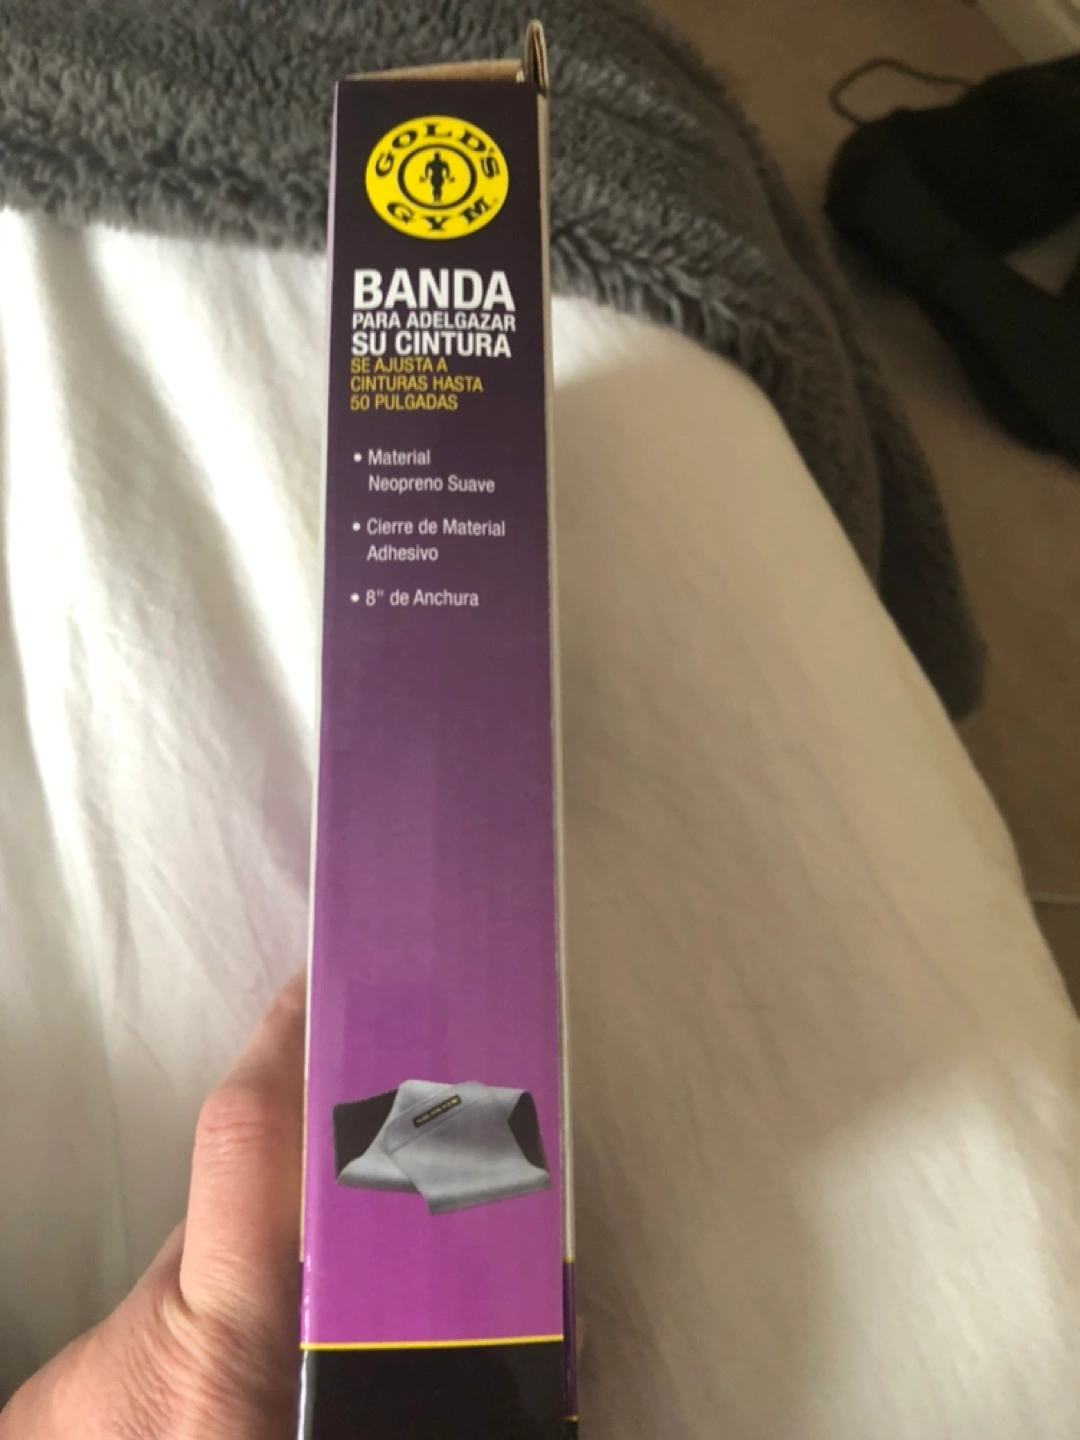 GOLD'S
GYM
BANDA
PARA ADELGAZAR
SU CINTURA
SE AJUSTA A
CINTURAS HASTA
50 PULGADAS
• Material
Neopreno Suave
• Cierre de Material
Adhesivo
• 8" de Anchura